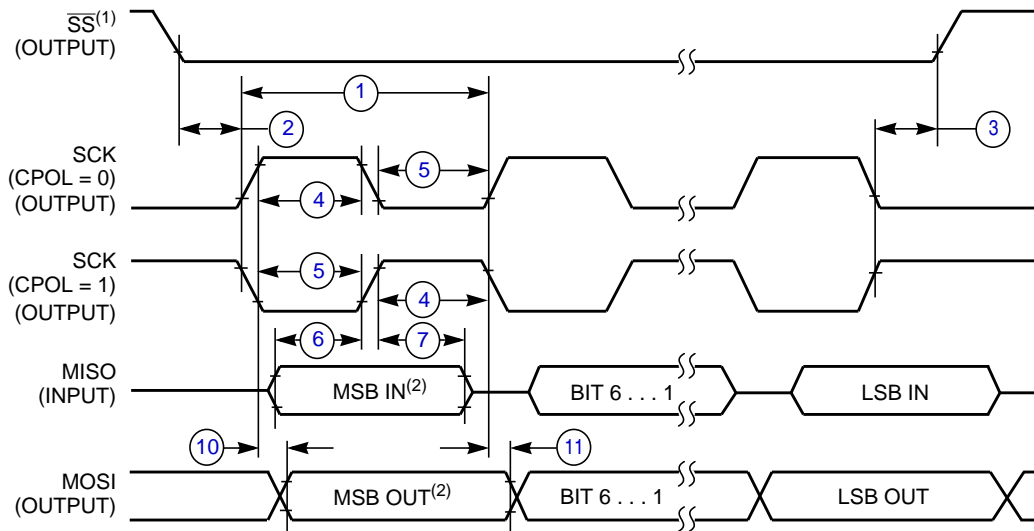 SS(1)
(OUTPUT)
1
2
3
SCK
(CPOL = 0)
(OUTPUT)
5
4
SCK
(CPOL = 1)
(OUTPUT)
5
4
6
7
MISO
(INPUT)
MSB IN(2)
BIT 6 . . . 1
LSB IN
10
11
MOSI
(OUTPUT)
MSB OUT(2)
BIT 6 . . . 1
LSB OUT